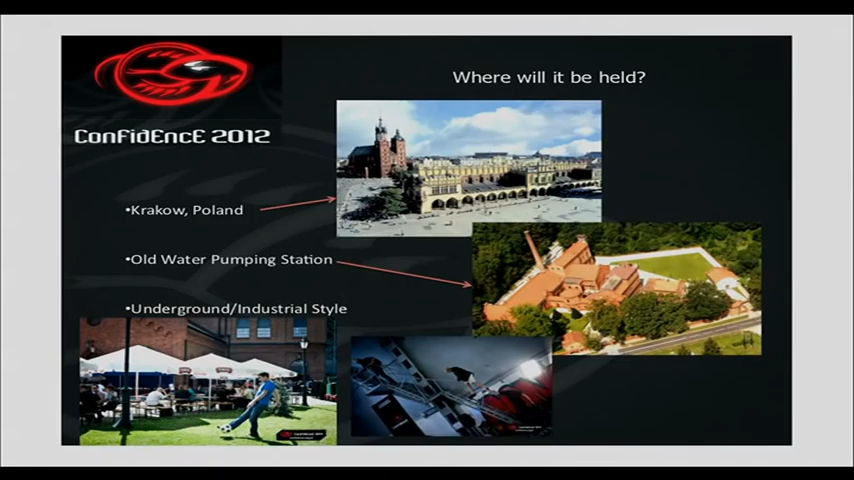 Where will it be held?
ConfidEncE 2012
•Krakow, Poland
•Old Water Pumping Station
•Underground/Industrial Style